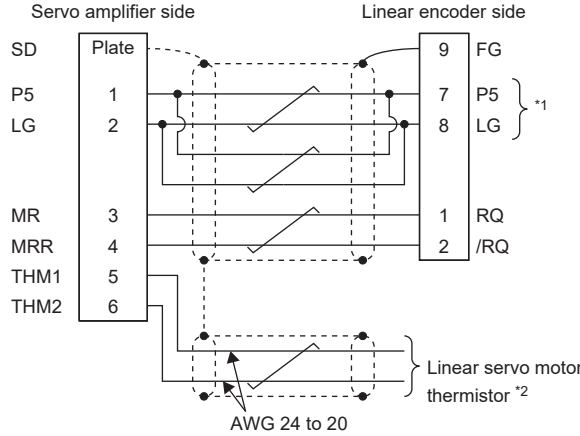 Servo amplifier side Linear encoder side
SD Plate 9 FG
P5 1 7 P5
LG 2 8 LG
*1
MR 3 1 RQ
MRR 4 2 /RQ
THM1 5
THM2 6
Linear servo motor
thermistor *2
AWG 24 to 20